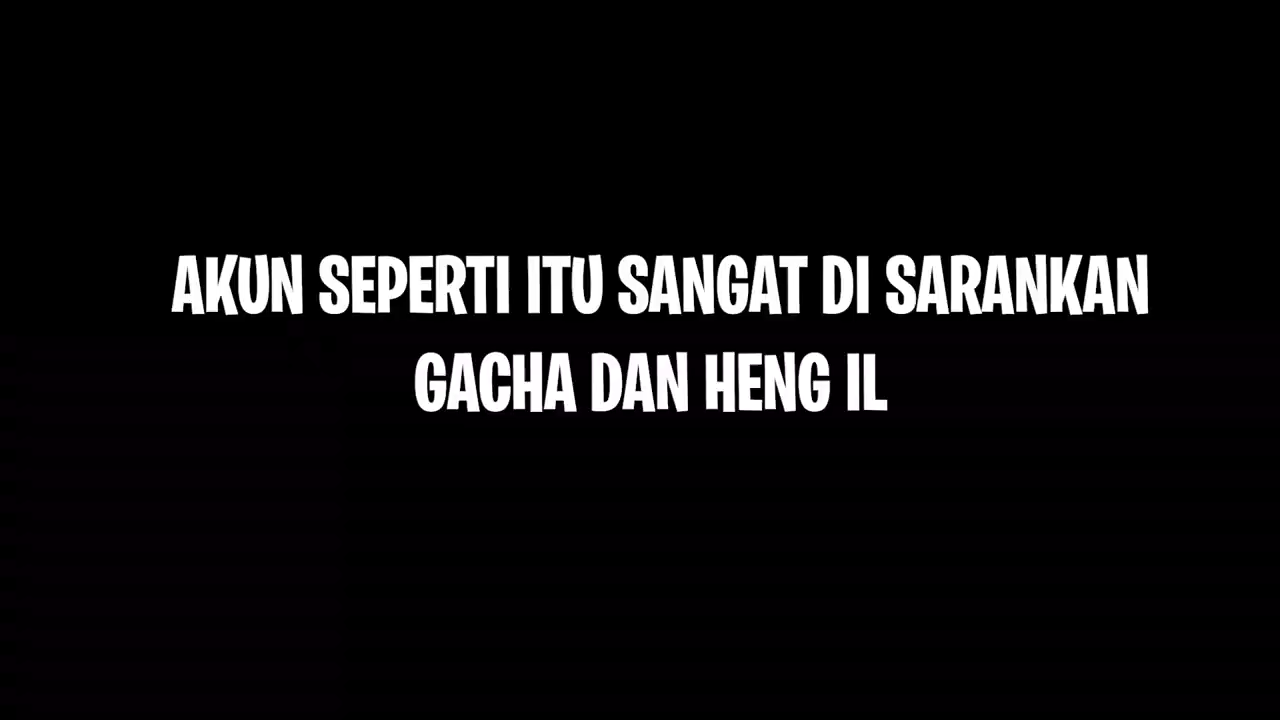 AKUN SEPERTI ITU SANGAT DI SARANKAN
GACHA DAN HENG IL